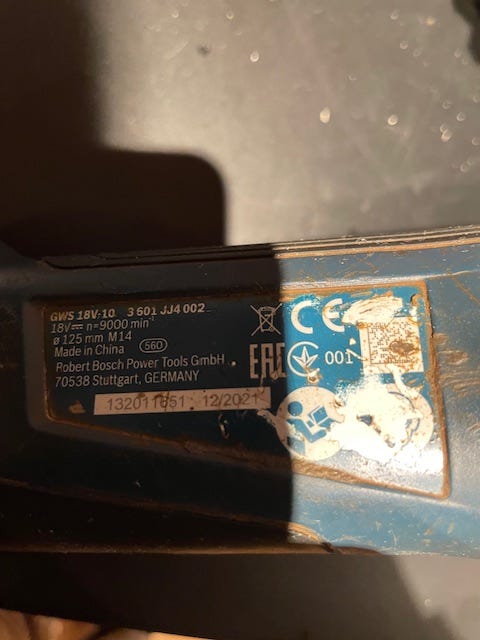 GWS 18V-10 3 601 JJ4 002
18V⎓ n=9000 min⁻¹
ø 125 mm M14
Made in China 560
Robert Bosch Power Tools GmbH
70538 Stuttgart, GERMANY
12/2021
CE
EAC
001